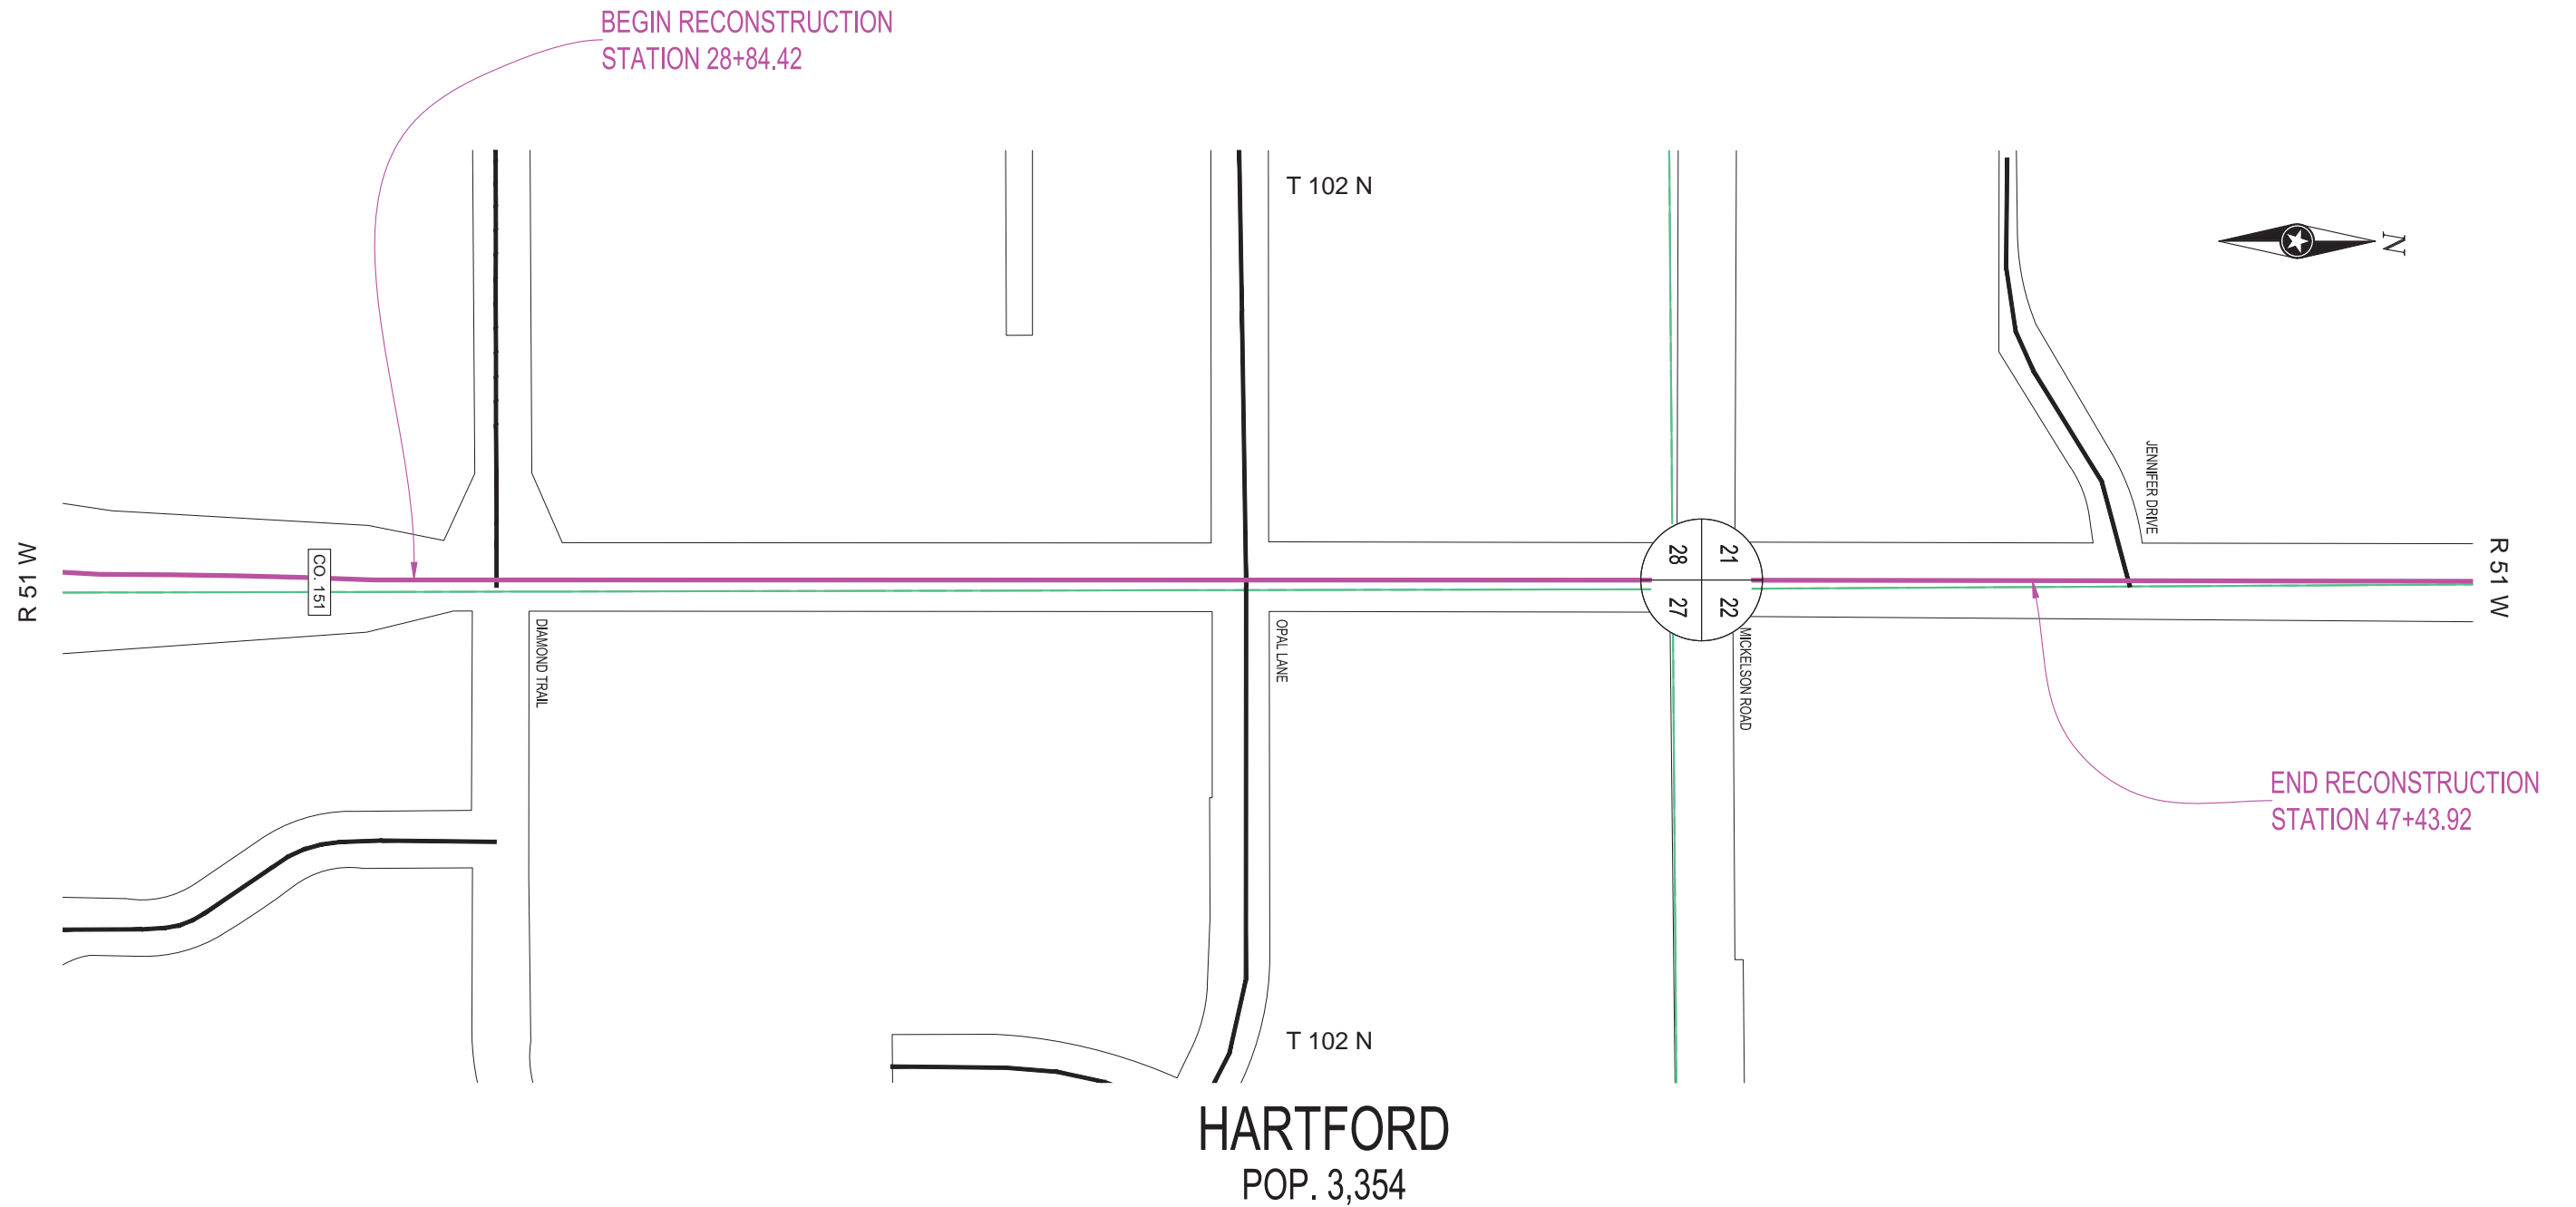 BEGIN RECONSTRUCTION
STATION 28+84.42
T 102 N
N
JENNIFER DRIVE
R 51 W
CO. 151
28
21
27
22
R 51 W
DIAMOND TRAIL
OPAL LANE
MICKELSON ROAD
END RECONSTRUCTION
STATION 47+43.92
T 102 N
HARTFORD
POP. 3,354